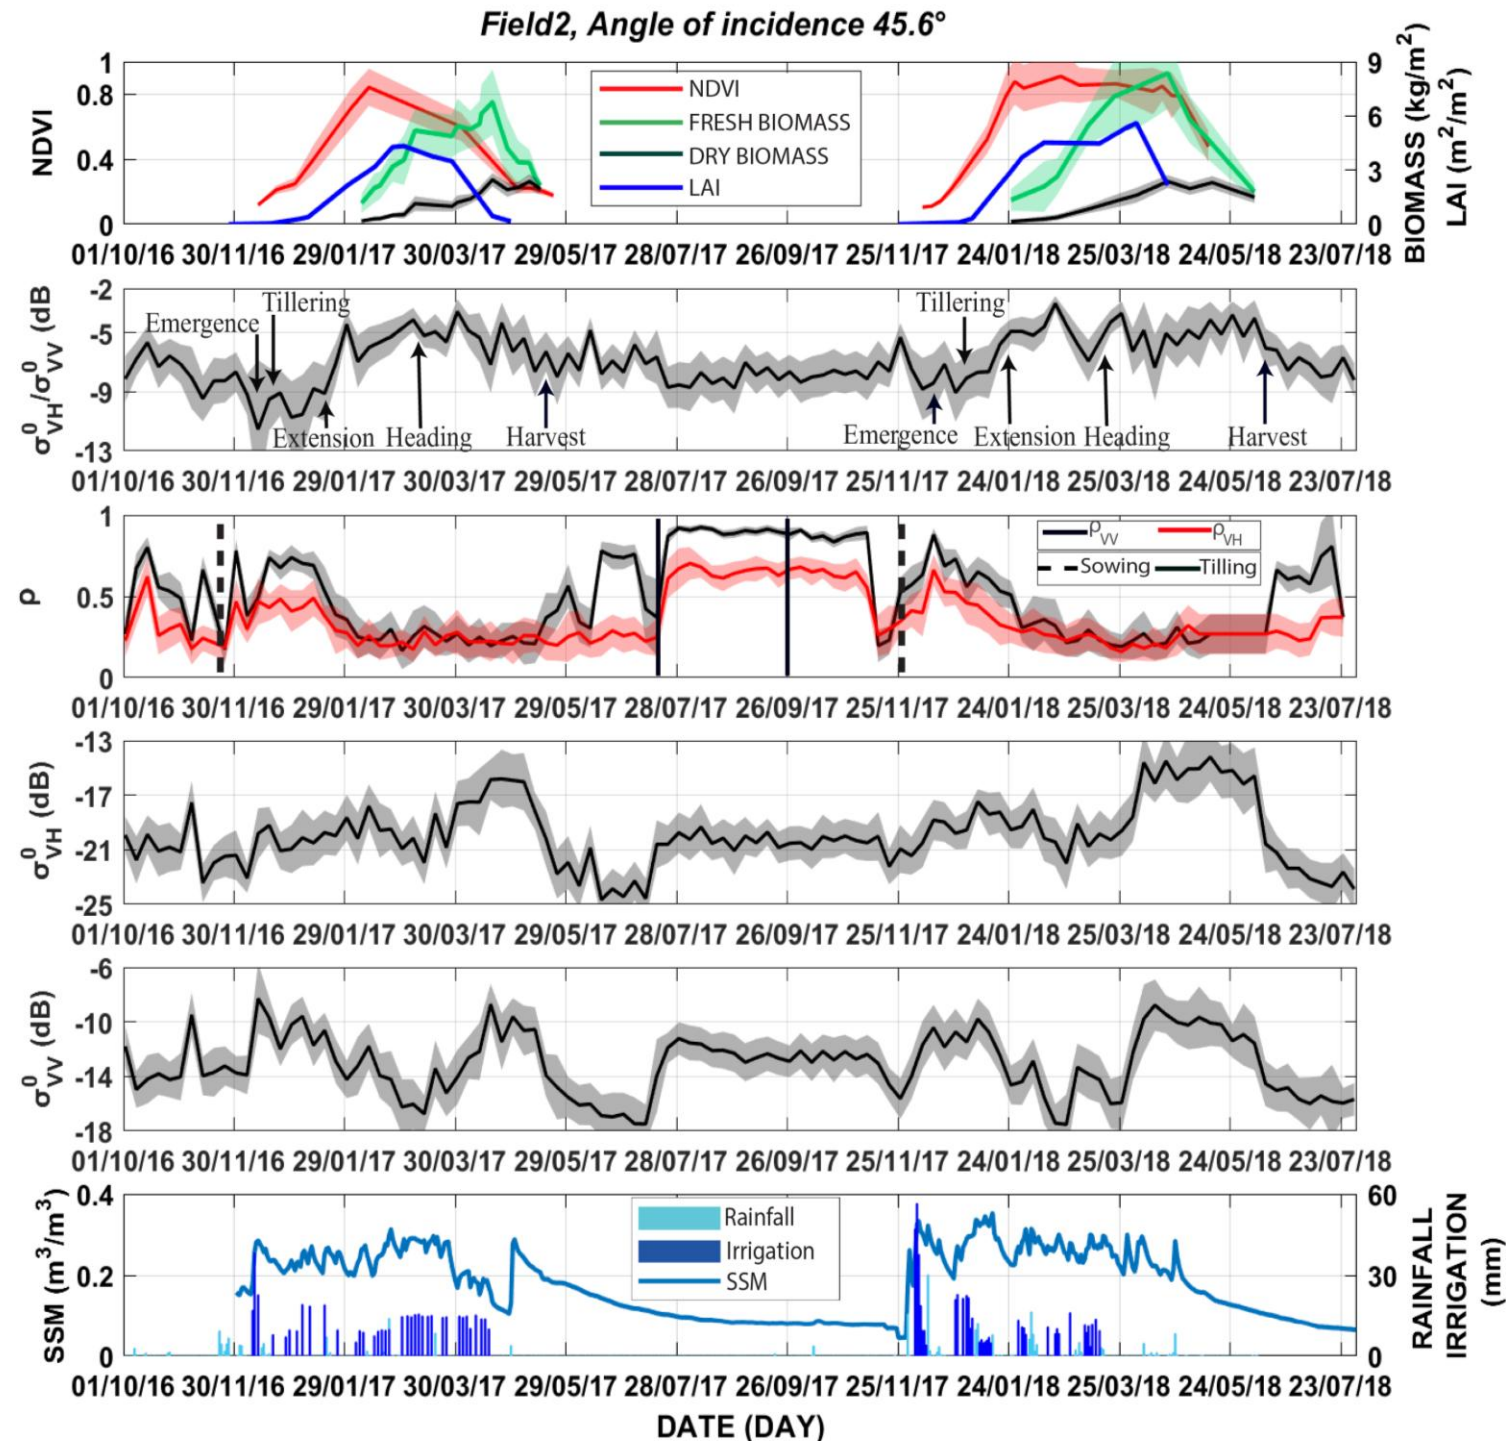 Field2, Angle of incidence 45.6°
NDVI
1
0.8
0.4
0
9
6
3
0
BIOMASS (kg/m²)
LAI (m²/m²)
NDVI
FRESH BIOMASS
DRY BIOMASS
LAI
01/10/16 30/11/16 29/01/17 30/03/17 29/05/17 28/07/17 26/09/17 25/11/17 24/01/18 25/03/18 24/05/18 23/07/18
σ⁰VH/σ⁰VV (dB)
-2
-5
-9
-13
Tillering
Emergence
Extension Heading Harvest
Tillering
Emergence Extension Heading Harvest
01/10/16 30/11/16 29/01/17 30/03/17 29/05/17 28/07/17 26/09/17 25/11/17 24/01/18 25/03/18 24/05/18 23/07/18
ρ
1
0.5
0
ρVV ρVH
Sowing Tilling
01/10/16 30/11/16 29/01/17 30/03/17 29/05/17 28/07/17 26/09/17 25/11/17 24/01/18 25/03/18 24/05/18 23/07/18
σ⁰VH (dB)
-13
-17
-21
-25
01/10/16 30/11/16 29/01/17 30/03/17 29/05/17 28/07/17 26/09/17 25/11/17 24/01/18 25/03/18 24/05/18 23/07/18
σ⁰VV (dB)
-6
-10
-14
-18
01/10/16 30/11/16 29/01/17 30/03/17 29/05/17 28/07/17 26/09/17 25/11/17 24/01/18 25/03/18 24/05/18 23/07/18
SSM (m³/m³)
0.4
0.2
0
60
30
0
RAINFALL
IRRIGATION
(mm)
Rainfall
Irrigation
SSM
01/10/16 30/11/16 29/01/17 30/03/17 29/05/17 28/07/17 26/09/17 25/11/17 24/01/18 25/03/18 24/05/18 23/07/18
DATE (DAY)